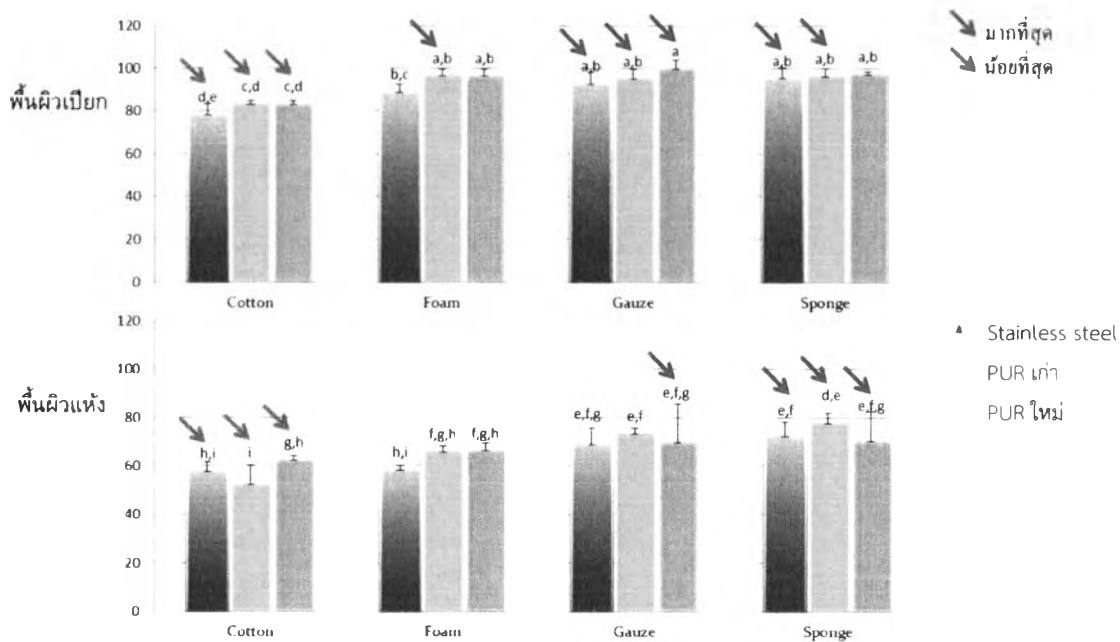 พื้นผิวเปียก
120
100
80
60
40
20
0
d,e c,d c,d
b,c a,b a,b
a,b a,b a
a,b a,b a,b
Cotton Foam Gauze Sponge
มากที่สุด
น้อยที่สุด
พื้นผิวแห้ง
120
100
80
60
40
20
0
h,i i g,h
h,i f,g,h f,g,h
e,f,g e,f e,f,g
e,f d,e e,f,g
Cotton Foam Gauze Sponge
Stainless steel
PUR เก่า
PUR ใหม่